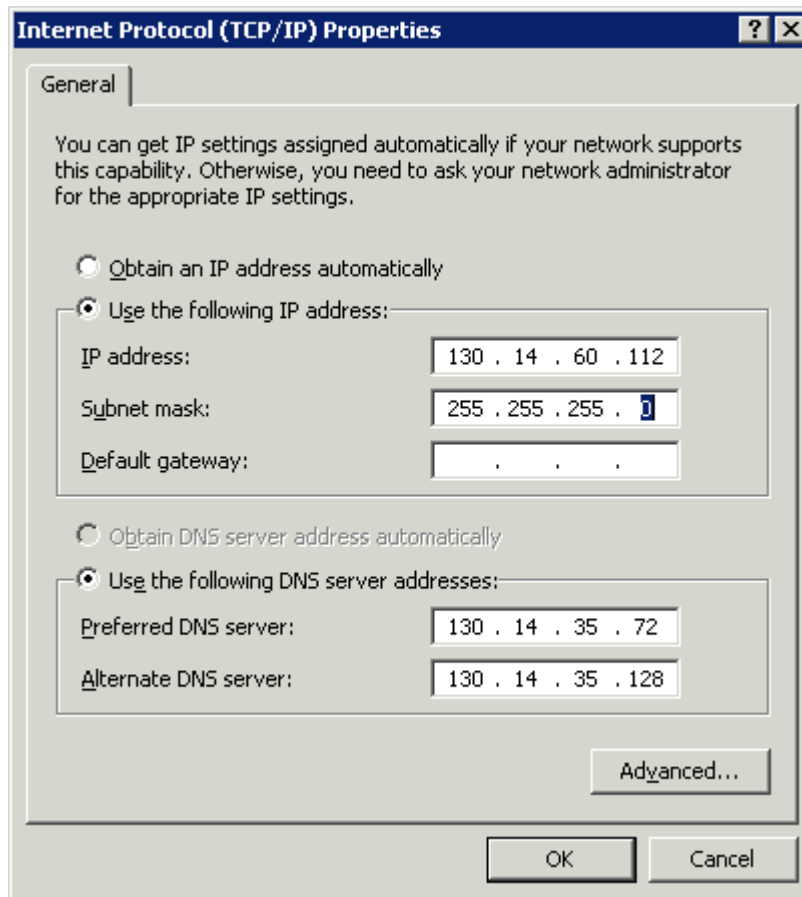 Internet Protocol (TCP/IP) Properties
General
You can get IP settings assigned automatically if your network supports
this capability. Otherwise, you need to ask your network administrator
for the appropriate IP settings.
Obtain an IP address automatically
Use the following IP address:
IP address: 130 . 14 . 60 . 112
Subnet mask: 255 . 255 . 255 . 0
Default gateway: . . .
Obtain DNS server address automatically
Use the following DNS server addresses:
Preferred DNS server: 130 . 14 . 35 . 72
Alternate DNS server: 130 . 14 . 35 . 128
Advanced...
OK Cancel